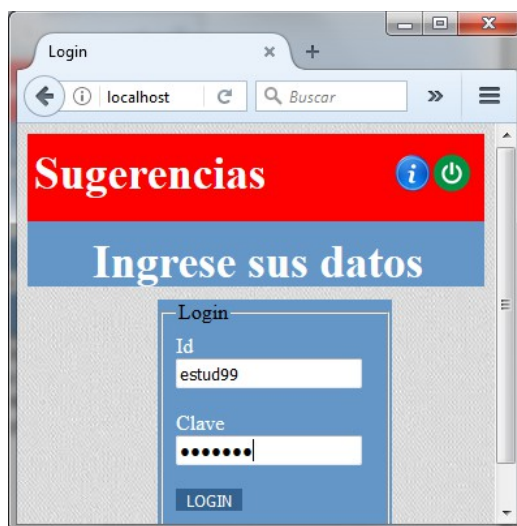 Login
localhost
Buscar
Sugerencias
i
Ingrese sus datos
Login
Id
estud99
Clave
•••••••
LOGIN